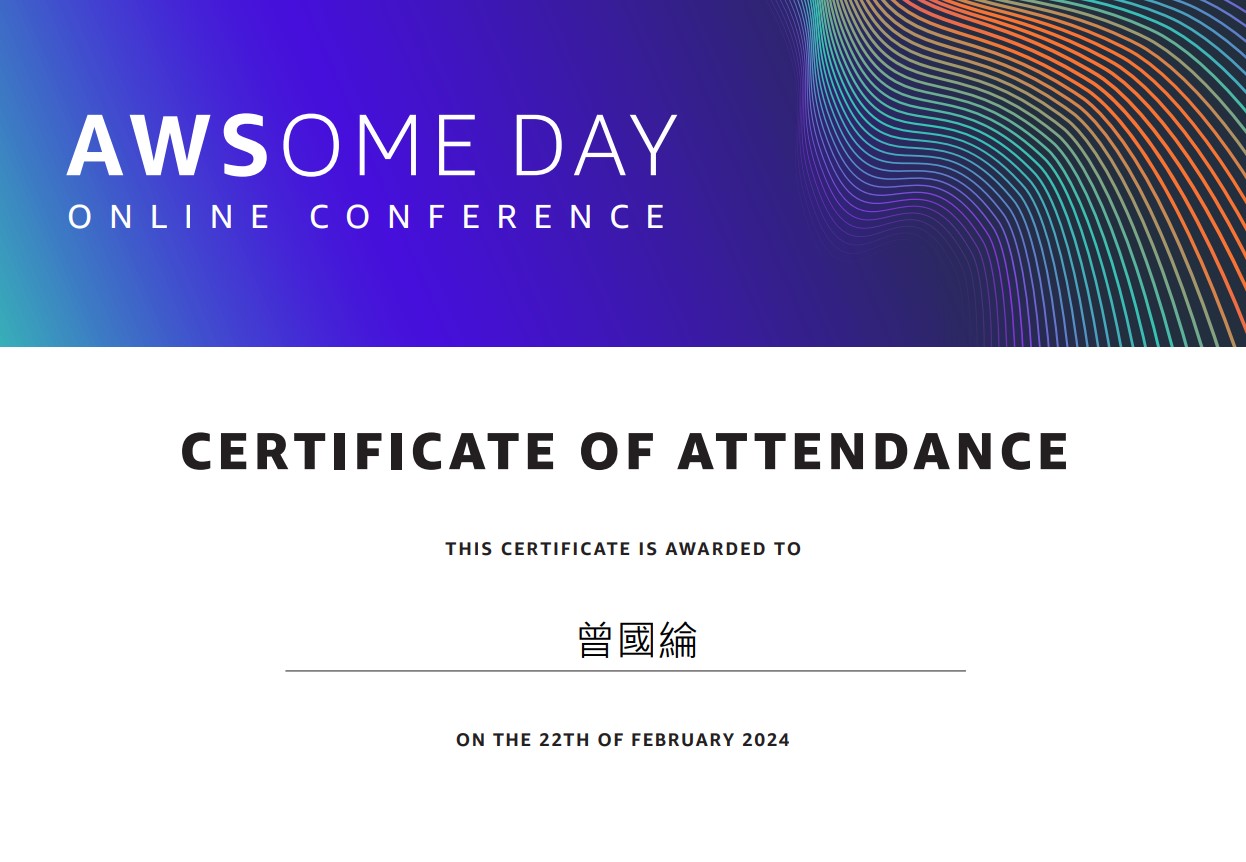 AWSOME DAY
ONLINE CONFERENCE
CERTIFICATE OF ATTENDANCE
THIS CERTIFICATE IS AWARDED TO
曾國綸
ON THE 22TH OF FEBRUARY 2024